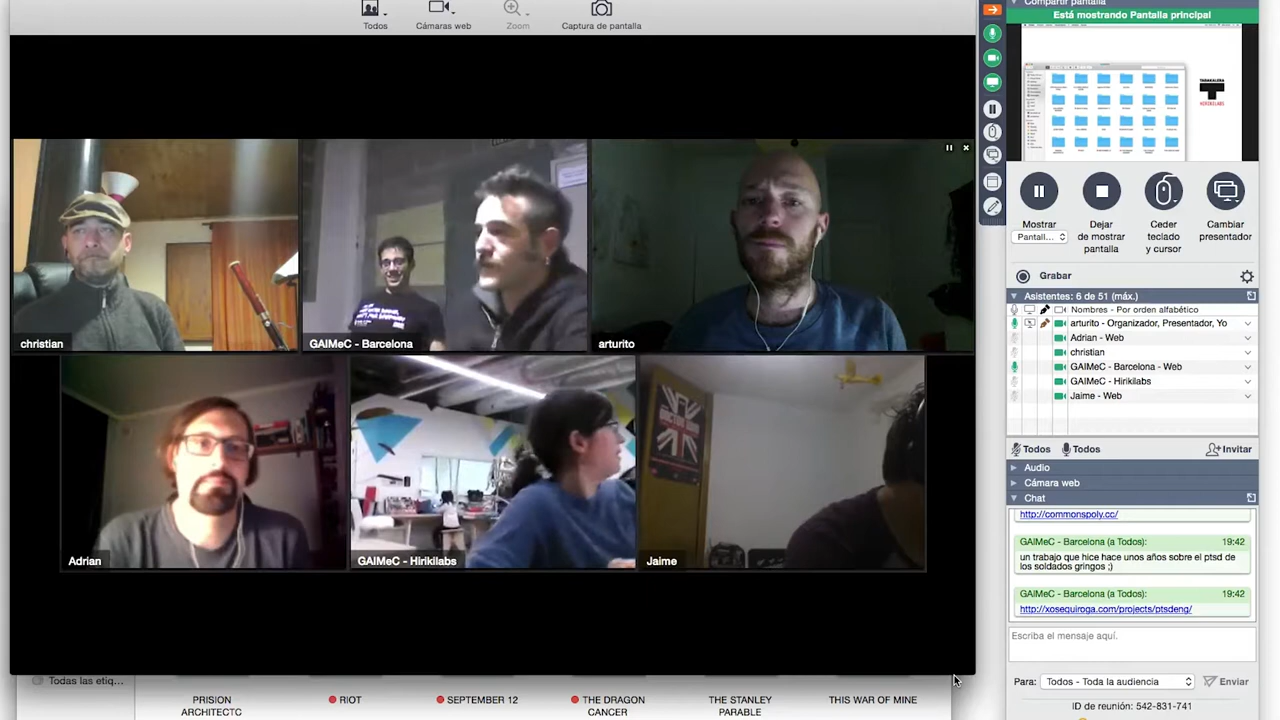 Compartir pantalla
Todos
Cámaras web
Zoom
Captura de pantalla
Está mostrando Pantalla principal
TABAKALERA
HIRIKILABS
christian
GAIMeC - Barcelona
arturito
Adrian
GAIMeC - Hirikilabs
Jaime
Mostrar
Pantall...
Dejar
de mostrar
pantalla
Ceder
teclado
y cursor
Cambiar
presentador
Grabar
Asistentes: 6 de 51 (máx.)
Nombres - Por orden alfabético
arturito - Organizador, Presentador, Yo
Adrian - Web
christian
GAIMeC - Barcelona - Web
GAIMeC - Hirikilabs
Jaime - Web
Todos
Todos
Invitar
Audio
Cámara web
Chat
http://commonspoly.cc/
GAIMeC - Barcelona (a Todos): 19:42
un trabajo que hice hace unos años sobre el ptsd de
los soldados gringos ;)
GAIMeC - Barcelona (a Todos): 19:42
http://xosequiroga.com/projects/ptsdeng/
Escriba el mensaje aquí.
Para: Todos - Toda la audiencia
Enviar
ID de reunión: 542-831-741
Todas las etiq...
PRISION
ARCHITECTC
RIOT
SEPTEMBER 12
THE DRAGON
CANCER
THE STANLEY
PARABLE
THIS WAR OF MINE